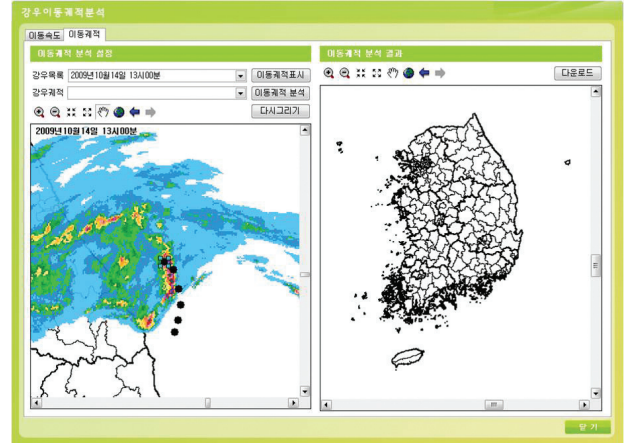 강우이동궤적분석
이동속도 이동궤적
이동궤적 분석 설정
강우목록 2009년10월14일 13시00분 이동궤적표시
강우궤적 이동궤적 분석
다시그리기
2009년10월14일 13시00분
이동궤적 분석 결과
다운로드
닫 기